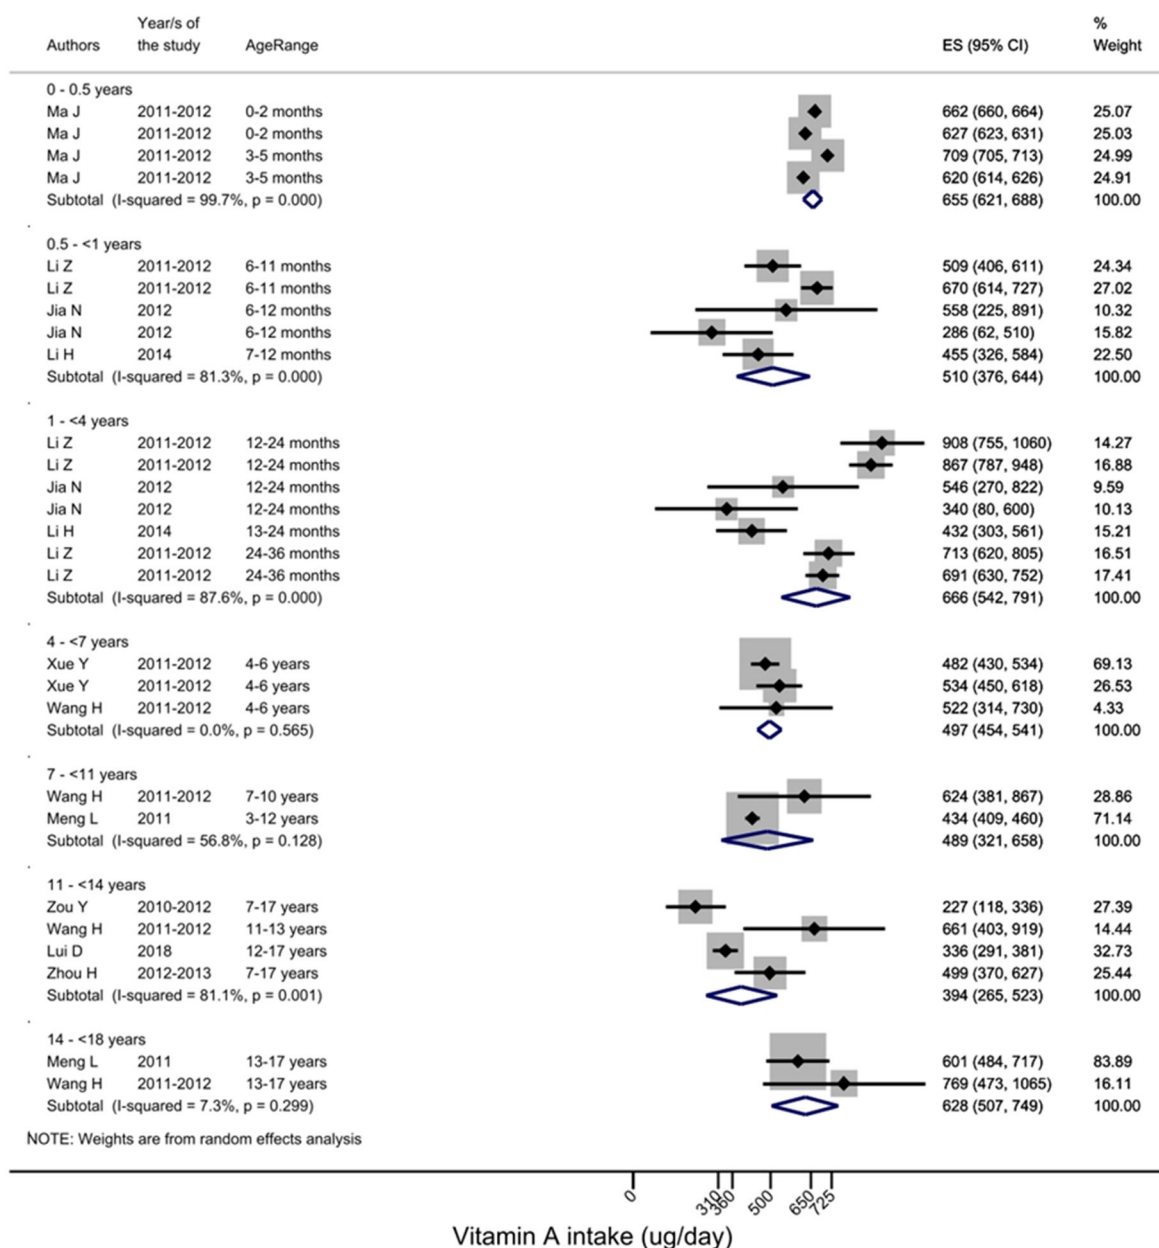 Authors Year/s of the study AgeRange ES (95% CI) % Weight
0 - 0.5 years
Ma J 2011-2012 0-2 months 662 (660, 664) 25.07
Ma J 2011-2012 0-2 months 627 (623, 631) 25.03
Ma J 2011-2012 3-5 months 709 (705, 713) 24.99
Ma J 2011-2012 3-5 months 620 (614, 626) 24.91
Subtotal (I-squared = 99.7%, p = 0.000) 655 (621, 688) 100.00
.
0.5 - <1 years
Li Z 2011-2012 6-11 months 509 (406, 611) 24.34
Li Z 2011-2012 6-11 months 670 (614, 727) 27.02
Jia N 2012 6-12 months 558 (225, 891) 10.32
Jia N 2012 6-12 months 286 (62, 510) 15.82
Li H 2014 7-12 months 455 (326, 584) 22.50
Subtotal (I-squared = 81.3%, p = 0.000) 510 (376, 644) 100.00
.
1 - <4 years
Li Z 2011-2012 12-24 months 908 (755, 1060) 14.27
Li Z 2011-2012 12-24 months 867 (787, 948) 16.88
Jia N 2012 12-24 months 546 (270, 822) 9.59
Jia N 2012 12-24 months 340 (80, 600) 10.13
Li H 2014 13-24 months 432 (303, 561) 15.21
Li Z 2011-2012 24-36 months 713 (620, 805) 16.51
Li Z 2011-2012 24-36 months 691 (630, 752) 17.41
Subtotal (I-squared = 87.6%, p = 0.000) 666 (542, 791) 100.00
.
4 - <7 years
Xue Y 2011-2012 4-6 years 482 (430, 534) 69.13
Xue Y 2011-2012 4-6 years 534 (450, 618) 26.53
Wang H 2011-2012 4-6 years 522 (314, 730) 4.33
Subtotal (I-squared = 0.0%, p = 0.565) 497 (454, 541) 100.00
.
7 - <11 years
Wang H 2011-2012 7-10 years 624 (381, 867) 28.86
Meng L 2011 3-12 years 434 (409, 460) 71.14
Subtotal (I-squared = 56.8%, p = 0.128) 489 (321, 658) 100.00
.
11 - <14 years
Zou Y 2010-2012 7-17 years 227 (118, 336) 27.39
Wang H 2011-2012 11-13 years 661 (403, 919) 14.44
Lui D 2018 12-17 years 336 (291, 381) 32.73
Zhou H 2012-2013 7-17 years 499 (370, 627) 25.44
Subtotal (I-squared = 81.1%, p = 0.001) 394 (265, 523) 100.00
.
14 - <18 years
Meng L 2011 13-17 years 601 (484, 717) 83.89
Wang H 2011-2012 13-17 years 769 (473, 1065) 16.11
Subtotal (I-squared = 7.3%, p = 0.299) 628 (507, 749) 100.00
NOTE: Weights are from random effects analysis
0 310 360 500 650 725
Vitamin A intake (ug/day)